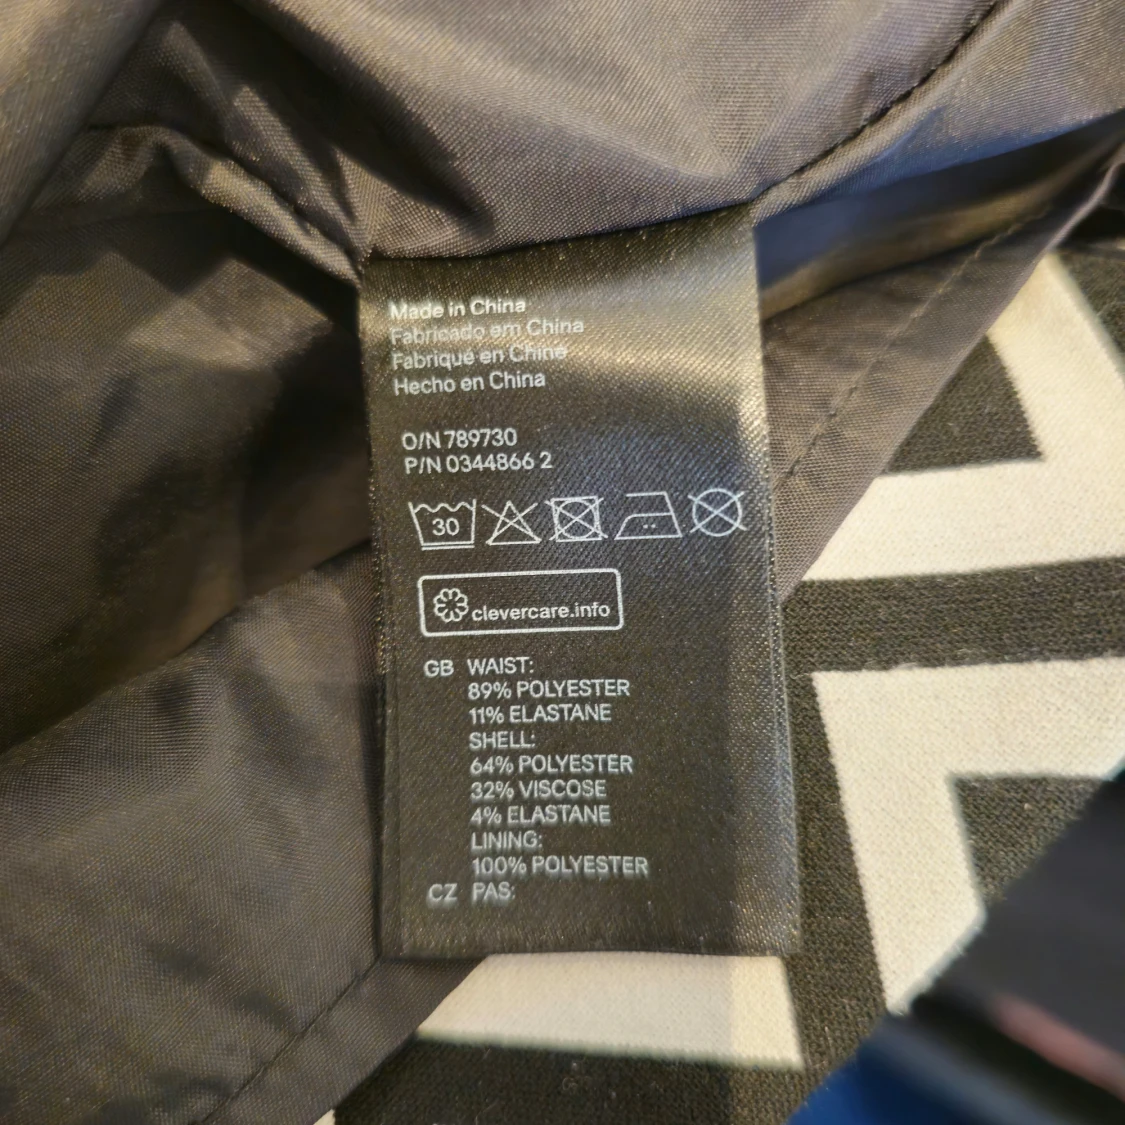 Made in China
Fabricado em China
Fabriqué en Chine
Hecho en China
O/N 789730
P/N 0344866 2
30
clevercare.info
GB WAIST:
89% POLYESTER
11% ELASTANE
SHELL:
64% POLYESTER
32% VISCOSE
4% ELASTANE
LINING:
100% POLYESTER
CZ PAS: